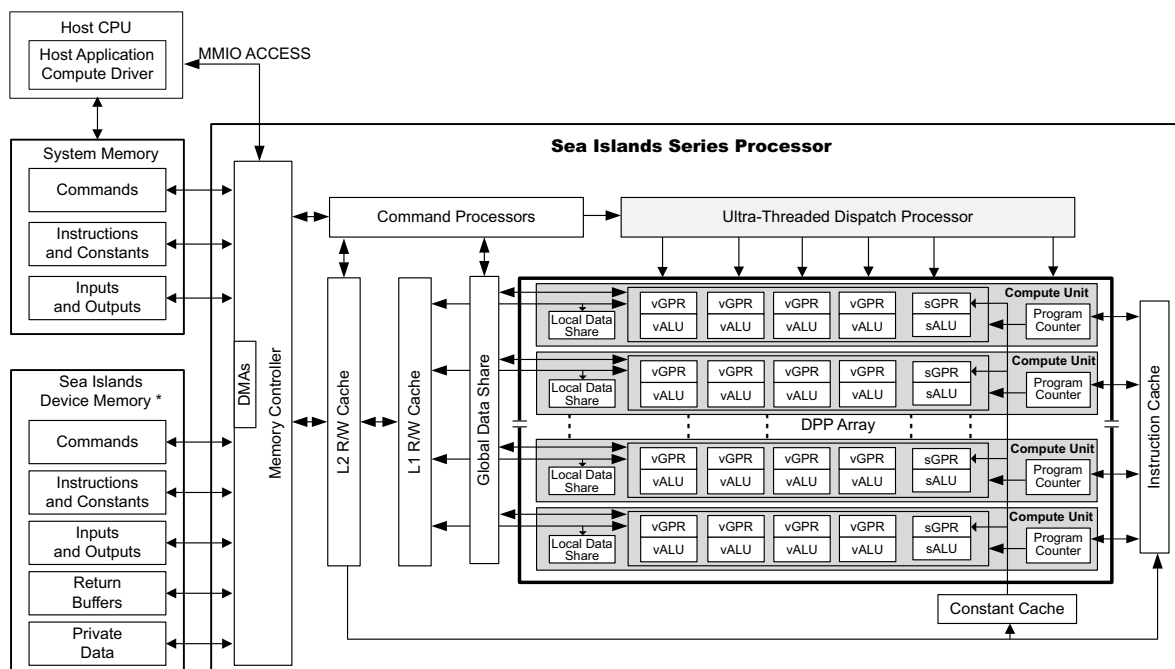 Host CPU
Host Application
Compute Driver
MMIO ACCESS
System Memory
Commands
Instructions
and Constants
Inputs
and Outputs
Sea Islands
Device Memory *
Commands
Instructions
and Constants
Inputs
and Outputs
Return
Buffers
Private
Data
Sea Islands Series Processor
DMAs
Memory Controller
Command Processors
Ultra-Threaded Dispatch Processor
L2 R/W Cache
L1 R/W Cache
Global Data Share
Compute Unit
Local Data
Share
vGPR vGPR vGPR vGPR sGPR
vALU vALU vALU vALU sALU
Program
Counter
Compute Unit
Local Data
Share
vGPR vGPR vGPR vGPR sGPR
vALU vALU vALU vALU sALU
Program
Counter
DPP Array
Compute Unit
Local Data
Share
vGPR vGPR vGPR vGPR sGPR
vALU vALU vALU vALU sALU
Program
Counter
Compute Unit
Local Data
Share
vGPR vGPR vGPR vGPR sGPR
vALU vALU vALU vALU sALU
Program
Counter
Instruction Cache
Constant Cache